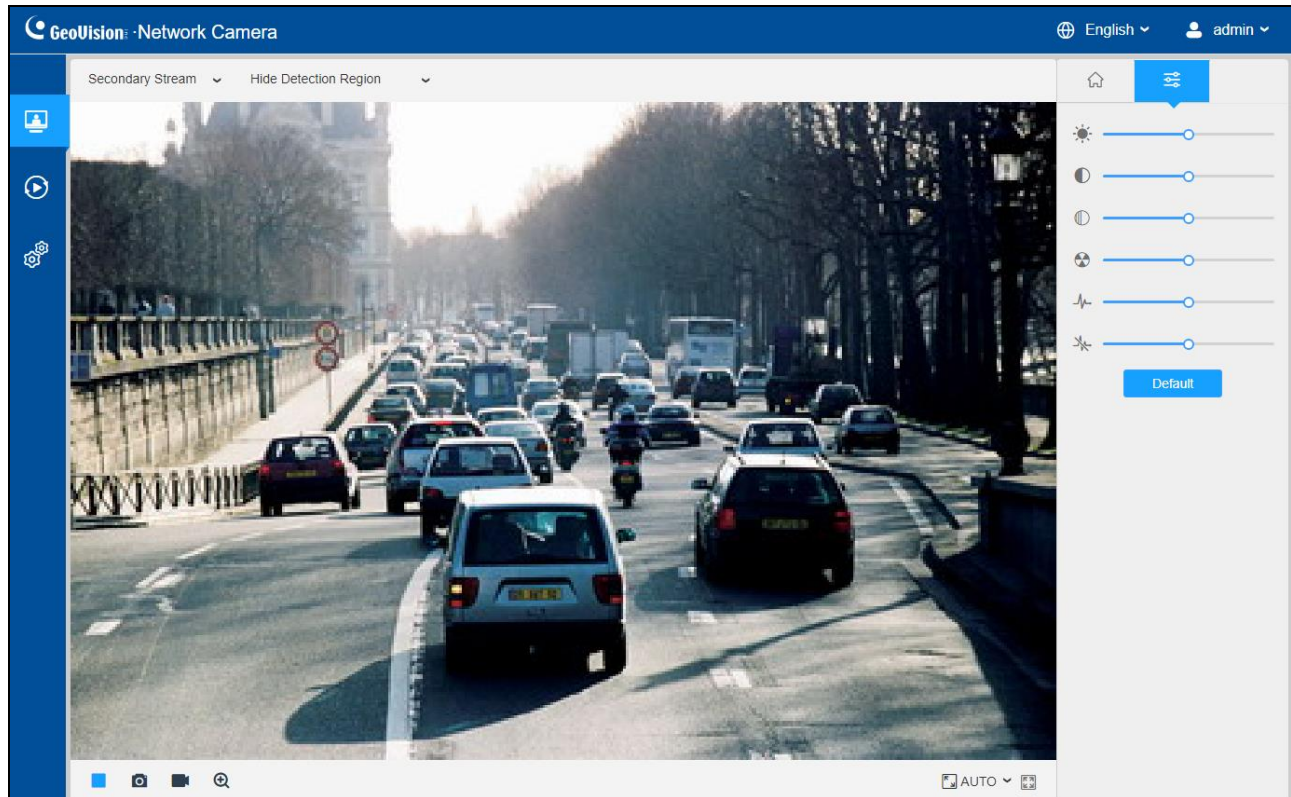 GeoVision ·Network Camera
English
admin
Secondary Stream
Hide Detection Region
Default
AUTO